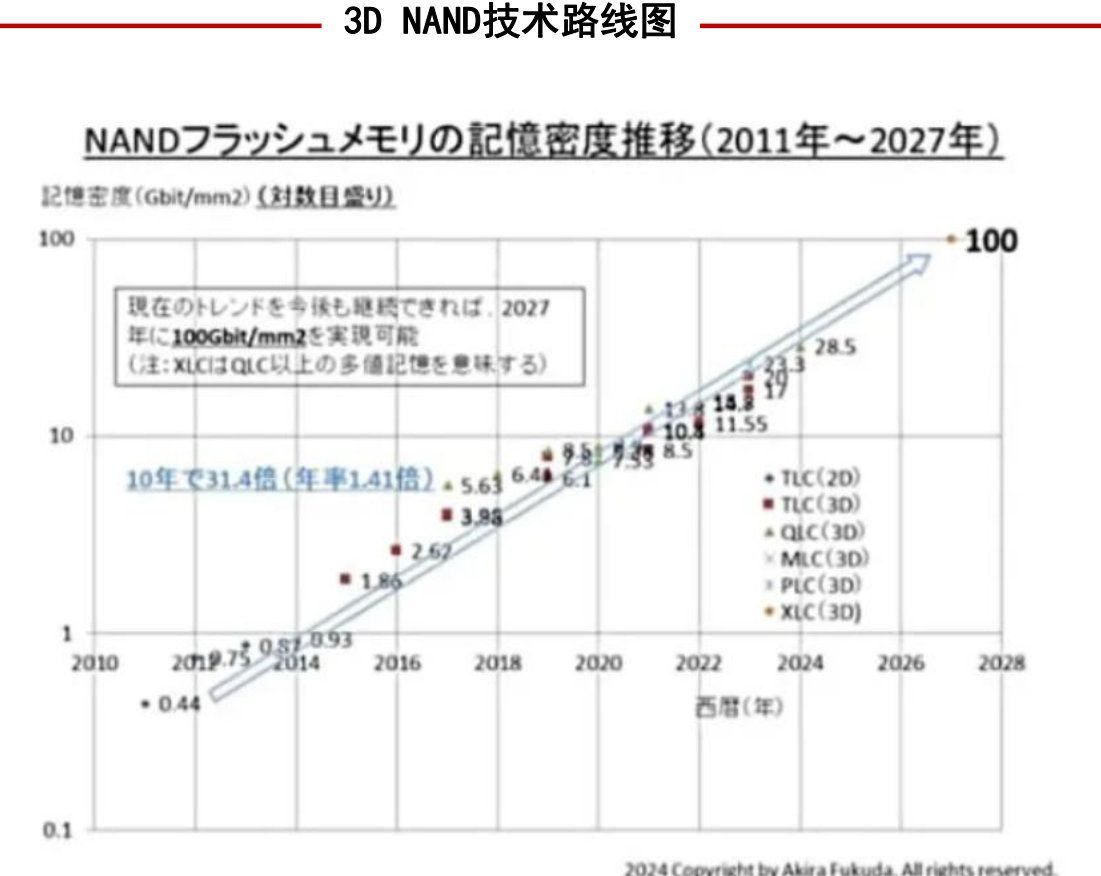 3D NAND技术路线图
NANDフラッシュメモリの記憶密度推移(2011年～2027年)
記憶密度(Gbit/mm2)(対数目盛り)
100
100
現在のトレンドを今後も継続できれば、2027
年に100Gbit/mm2を実現可能
(注:XLCはQLC以上の多値記憶を意味する)
28.5
23.3
20
17
11.55
10
8.5
10年で31.4倍(年率1.41倍)
5.63
6.1
7.53
TLC(2D)
TLC(3D)
QLC(3D)
MLC(3D)
PLC(3D)
XLC(3D)
2.62
1.86
0.93
1
0.75
2010
2012
2014
2016
2018
2020
2022
2024
2026
2028
0.44
西暦(年)
0.1
2024 Copyright by Akira Fukuda. All rights reserved.